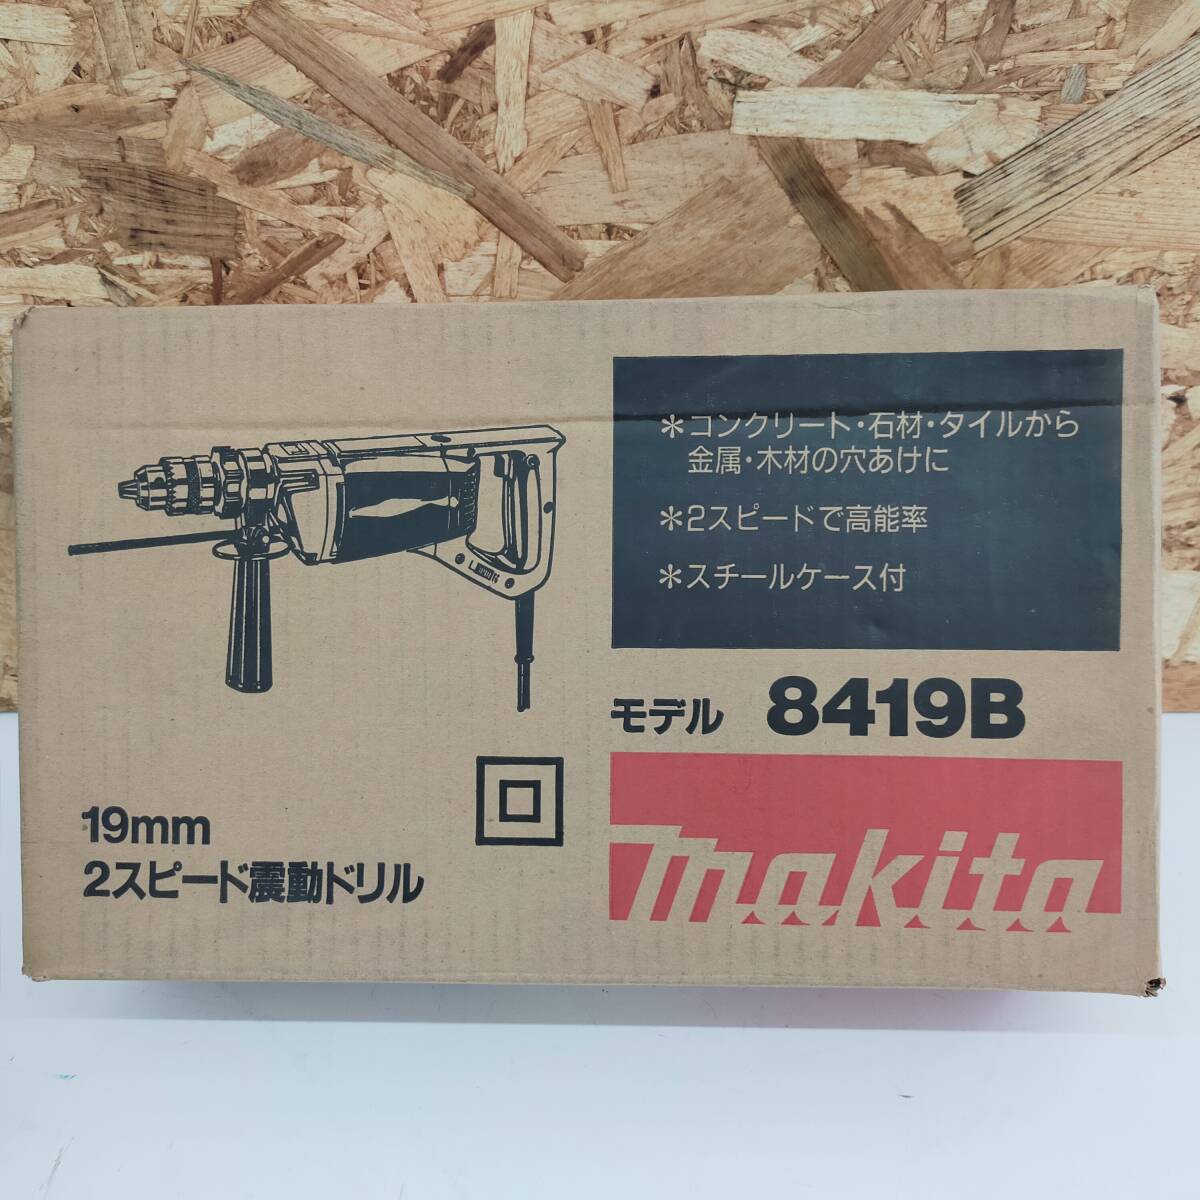 ＊コンクリート・石材・タイルから
金属・木材の穴あけに
＊2スピードで高能率
＊スチールケース付
モデル 8419B
19mm
2スピード震動ドリル
makita